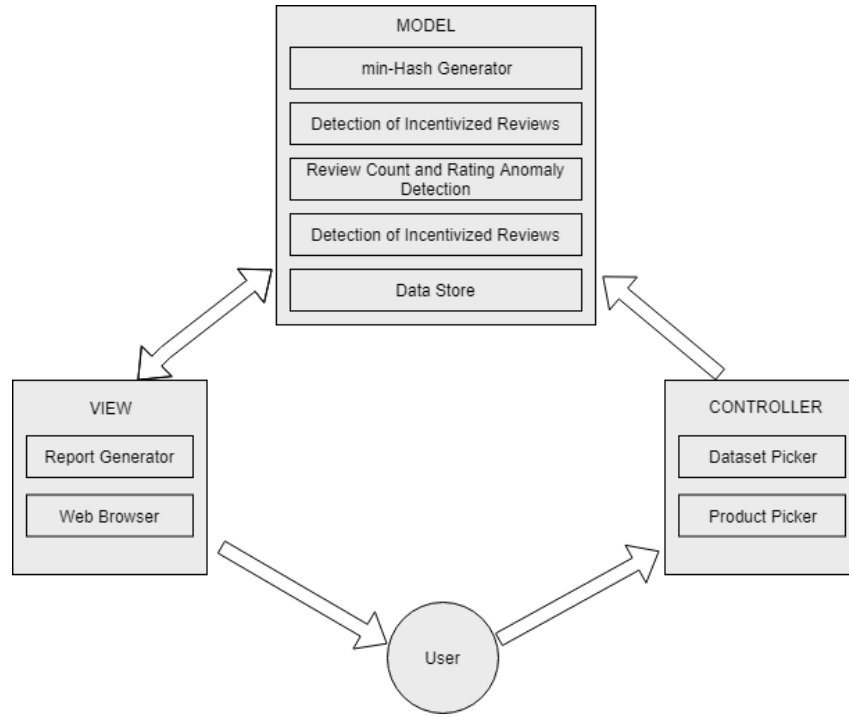 MODEL
min-Hash Generator
Detection of Incentivized Reviews
Review Count and Rating Anomaly
Detection
Detection of Incentivized Reviews
Data Store
VIEW
Report Generator
Web Browser
CONTROLLER
Dataset Picker
Product Picker
User